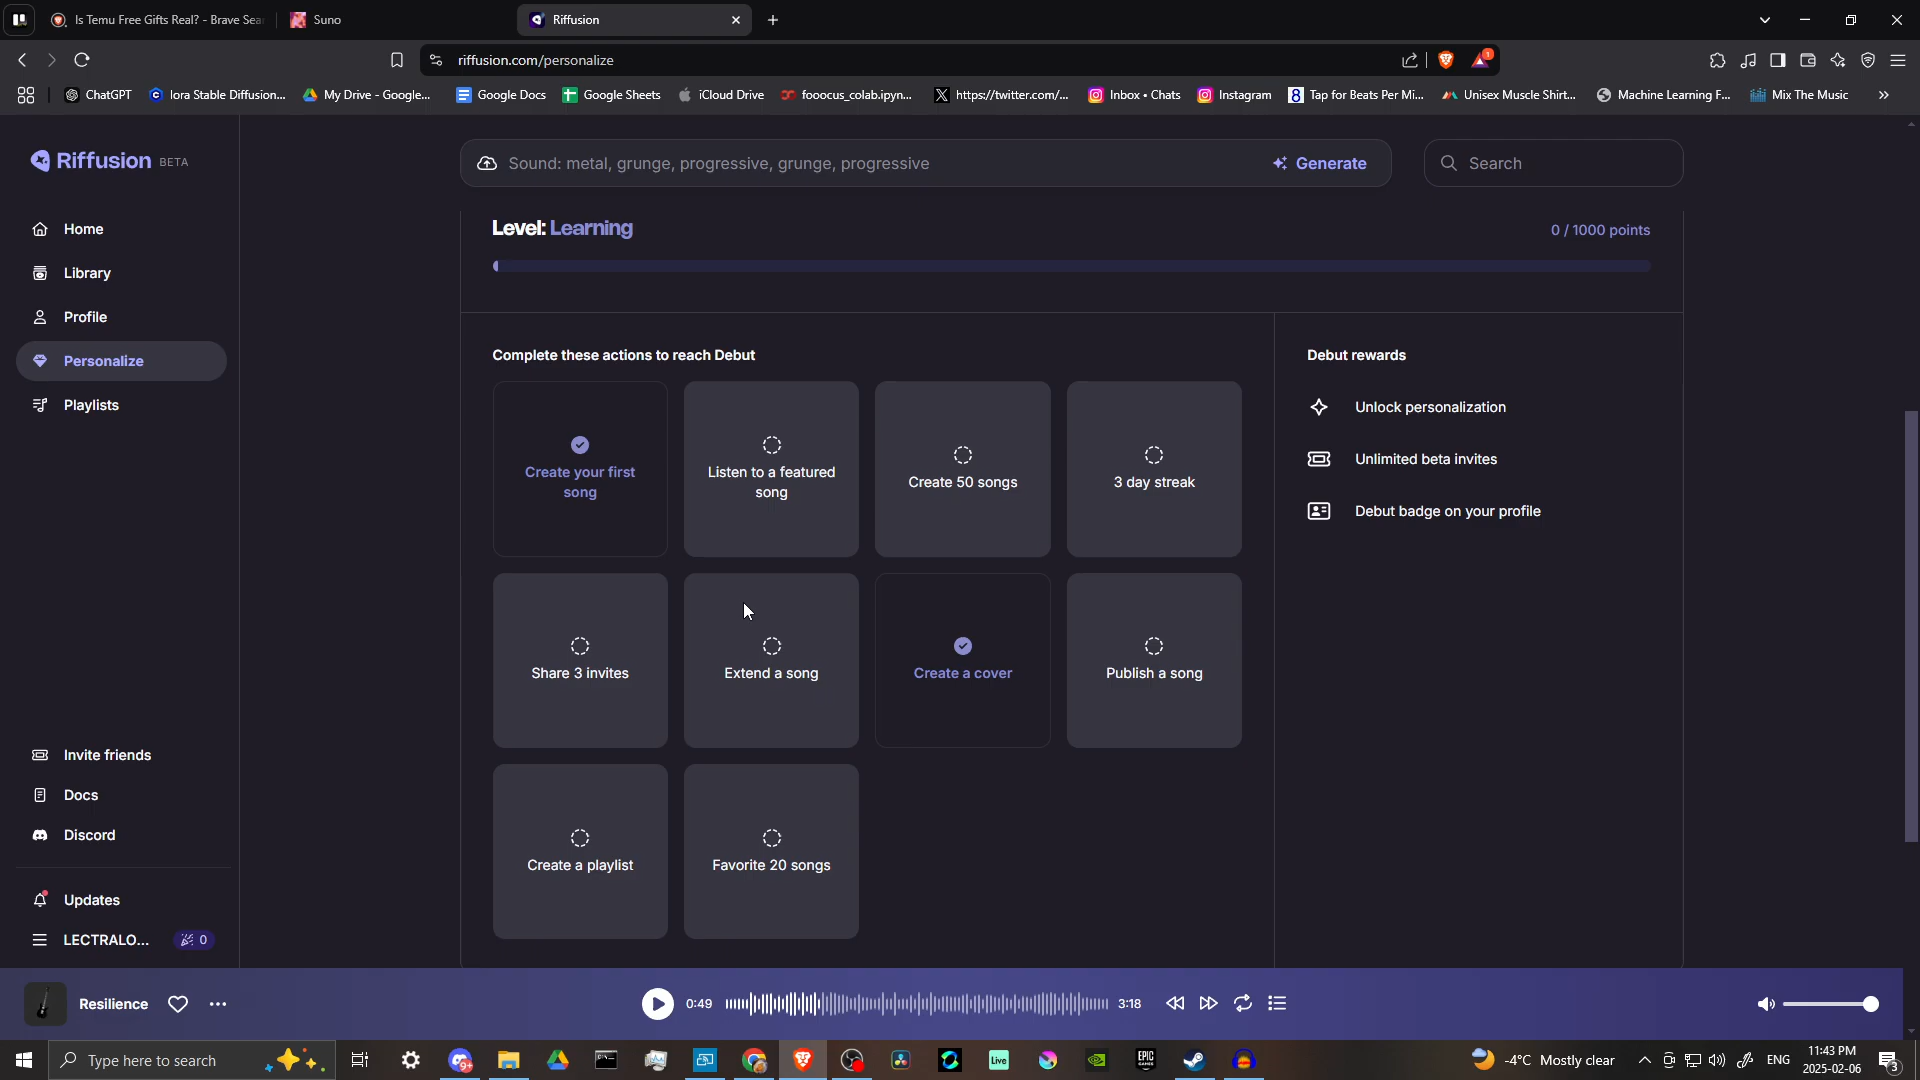 Is Temu Free Gifts Real? - Brave Sea
Suno
Riffusion
riffusion.com/personalize
1
ChatGPT
lora Stable Diffusion...
My Drive - Google...
Google Docs
Google Sheets
iCloud Drive
fooocus_colab.ipyn...
https://twitter.com/...
Inbox • Chats
Instagram
8 Tap for Beats Per Mi...
Unisex Muscle Shirt...
Machine Learning F...
Mix The Music
Riffusion BETA
Sound: metal, grunge, progressive, grunge, progressive
Generate
Search
Home
Library
Profile
Personalize
Playlists
Invite friends
Docs
Discord
Updates
LECTRALO...
0
Level: Learning
0 / 1000 points
Complete these actions to reach Debut
Create your first
song
Listen to a featured
song
Create 50 songs
3 day streak
Share 3 invites
Extend a song
Create a cover
Publish a song
Create a playlist
Favorite 20 songs
Debut rewards
Unlock personalization
Unlimited beta invites
Debut badge on your profile
Resilience
0:49
3:18
Type here to search
9+
Live
EPIC
GAMES
-4°C Mostly clear
ENG
11:43 PM
2025-02-06
3